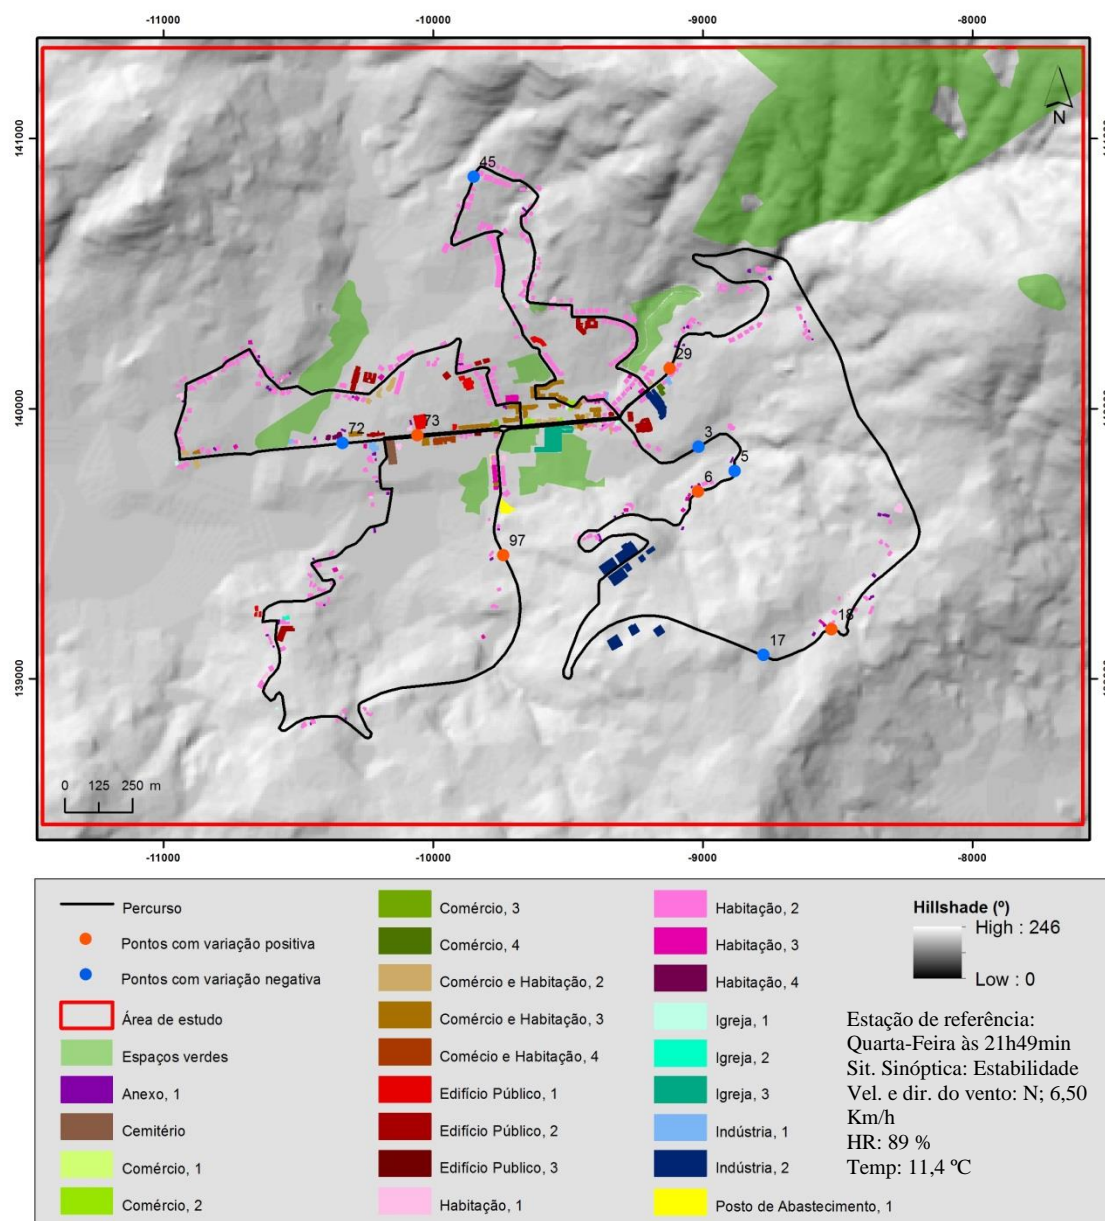 -11000 -10000 -9000 -8000
N
141000
45
29
140000
72
73
3
5
6
97
18
17
139000
0 125 250 m
-11000 -10000 -9000 -8000
Percurso
Pontos com variação positiva
Pontos com variação negativa
Área de estudo
Espaços verdes
Anexo, 1
Cemitério
Comércio, 1
Comércio, 2
Comércio, 3
Comércio, 4
Comércio e Habitação, 2
Comércio e Habitação, 3
Comécio e Habitação, 4
Edifício Público, 1
Edifício Público, 2
Edifício Publico, 3
Habitação, 1
Habitação, 2
Habitação, 3
Habitação, 4
Igreja, 1
Igreja, 2
Igreja, 3
Indústria, 1
Indústria, 2
Posto de Abastecimento, 1
Hillshade (º)
High : 246
Low : 0
Estação de referência:
Quarta-Feira às 21h49min
Sit. Sinóptica: Estabilidade
Vel. e dir. do vento: N; 6,50
Km/h
HR: 89 %
Temp: 11,4 ºC